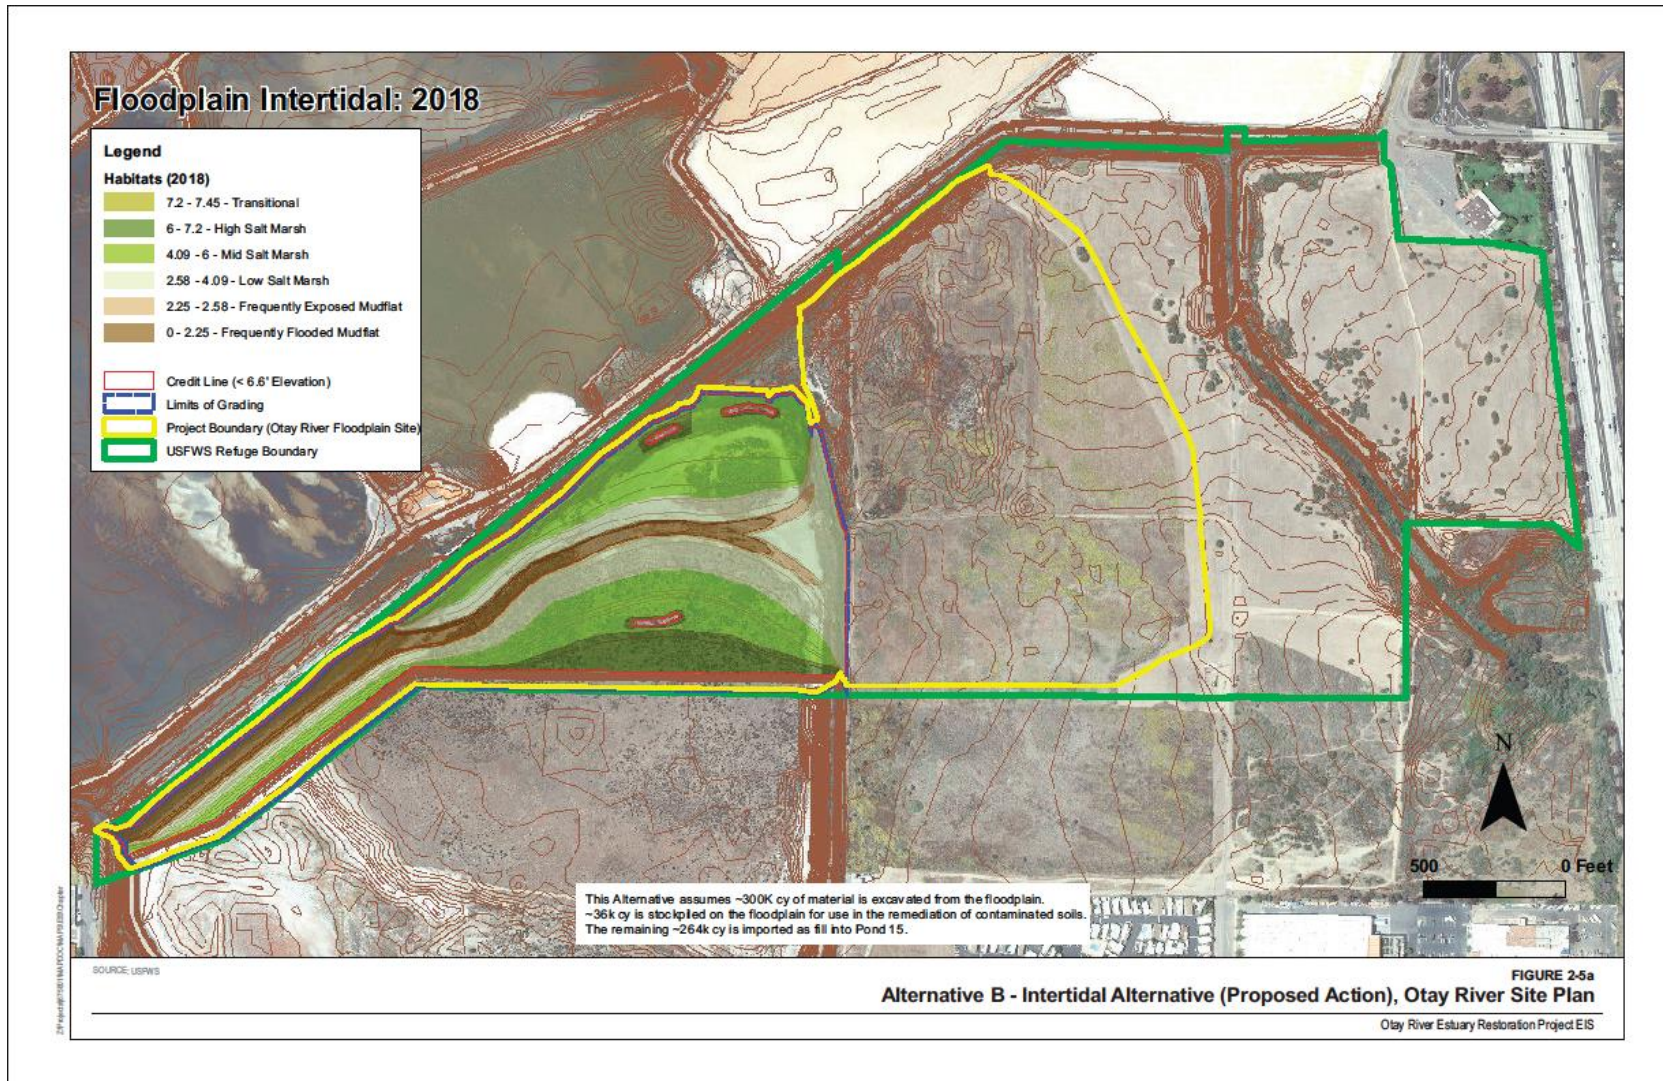 Floodplain Intertidal: 2018
Legend
Habitats (2018)
7.2 - 7.45 - Transitional
6 - 7.2 - High Salt Marsh
4.09 - 6 - Mid Salt Marsh
2.58 - 4.09 - Low Salt Marsh
2.25 - 2.58 - Frequently Exposed Mudflat
0 - 2.25 - Frequently Flooded Mudflat
Credit Line (< 6.6' Elevation)
Limits of Grading
Project Boundary (Otay River Floodplain Site)
USFWS Refuge Boundary
N
500 0 Feet
This Alternative assumes ~300K cy of material is excavated from the floodplain.
~36k cy is stockpiled on the floodplain for use in the remediation of contaminated soils.
The remaining ~264k cy is imported as fill into Pond 15.
SOURCE: USFWS
FIGURE 2-5a
Alternative B - Intertidal Alternative (Proposed Action), Otay River Site Plan
Otay River Estuary Restoration Project EIS